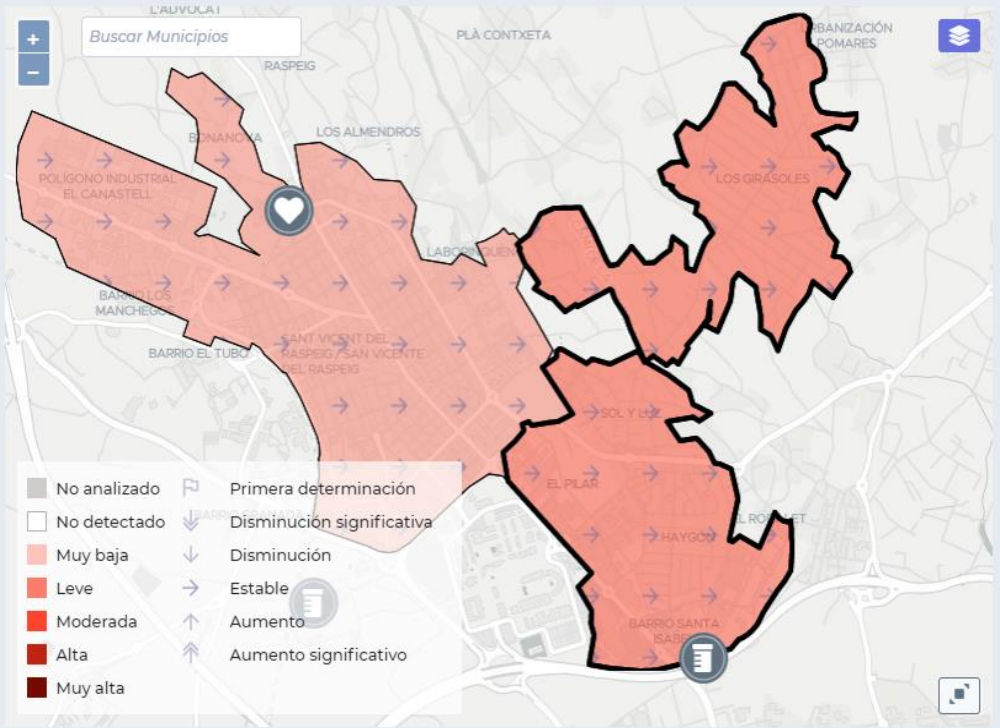 L'ADVOCAT
+
Buscar Municipios
−
PLÀ CONTXETA
RBANIZACIÓN
POMARES
RASPEIG
BONANOVA
LOS ALMENDROS
POLÍGONO INDUSTRIAL
EL CANASTELL
LOS GIRASOLES
LABORINQUEN
BARRIO LOS
MANCHEGOS
BARRIO EL TUBO
SANT VICENT DEL
RASPEIG / SAN VICENTE
DEL RASPEIG
SOL Y LUZ
EL PILAR
HAYGON
BARRIO SANTA
ISABEL
No analizado
Primera determinación
No detectado
Disminución significativa
Muy baja
Disminución
Leve
Estable
Moderada
Aumento
Alta
Aumento significativo
Muy alta